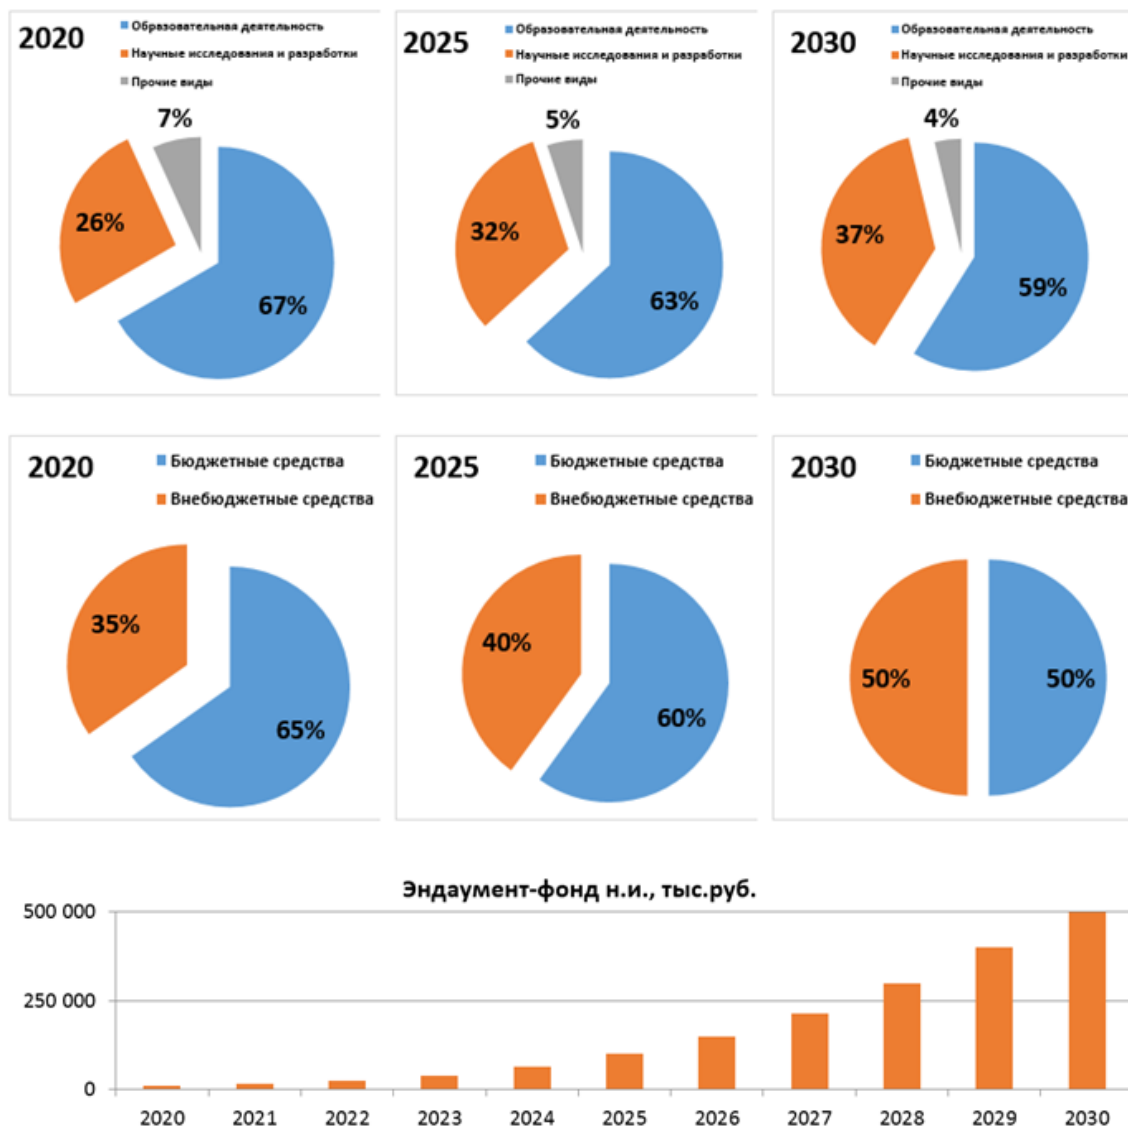 2020
Образовательная деятельность
Научные исследования и разработки
Прочие виды
7%
26%
67%
2025
Образовательная деятельность
Научные исследования и разработки
Прочие виды
5%
32%
63%
2030
Образовательная деятельность
Научные исследования и разработки
Прочие виды
4%
37%
59%
2020
Бюджетные средства
Внебюджетные средства
35%
65%
2025
Бюджетные средства
Внебюджетные средства
40%
60%
2030
Бюджетные средства
Внебюджетные средства
50%
50%
Эндаумент-фонд н.и., тыс.руб.
500 000
250 000
0
2020 2021 2022 2023 2024 2025 2026 2027 2028 2029 2030